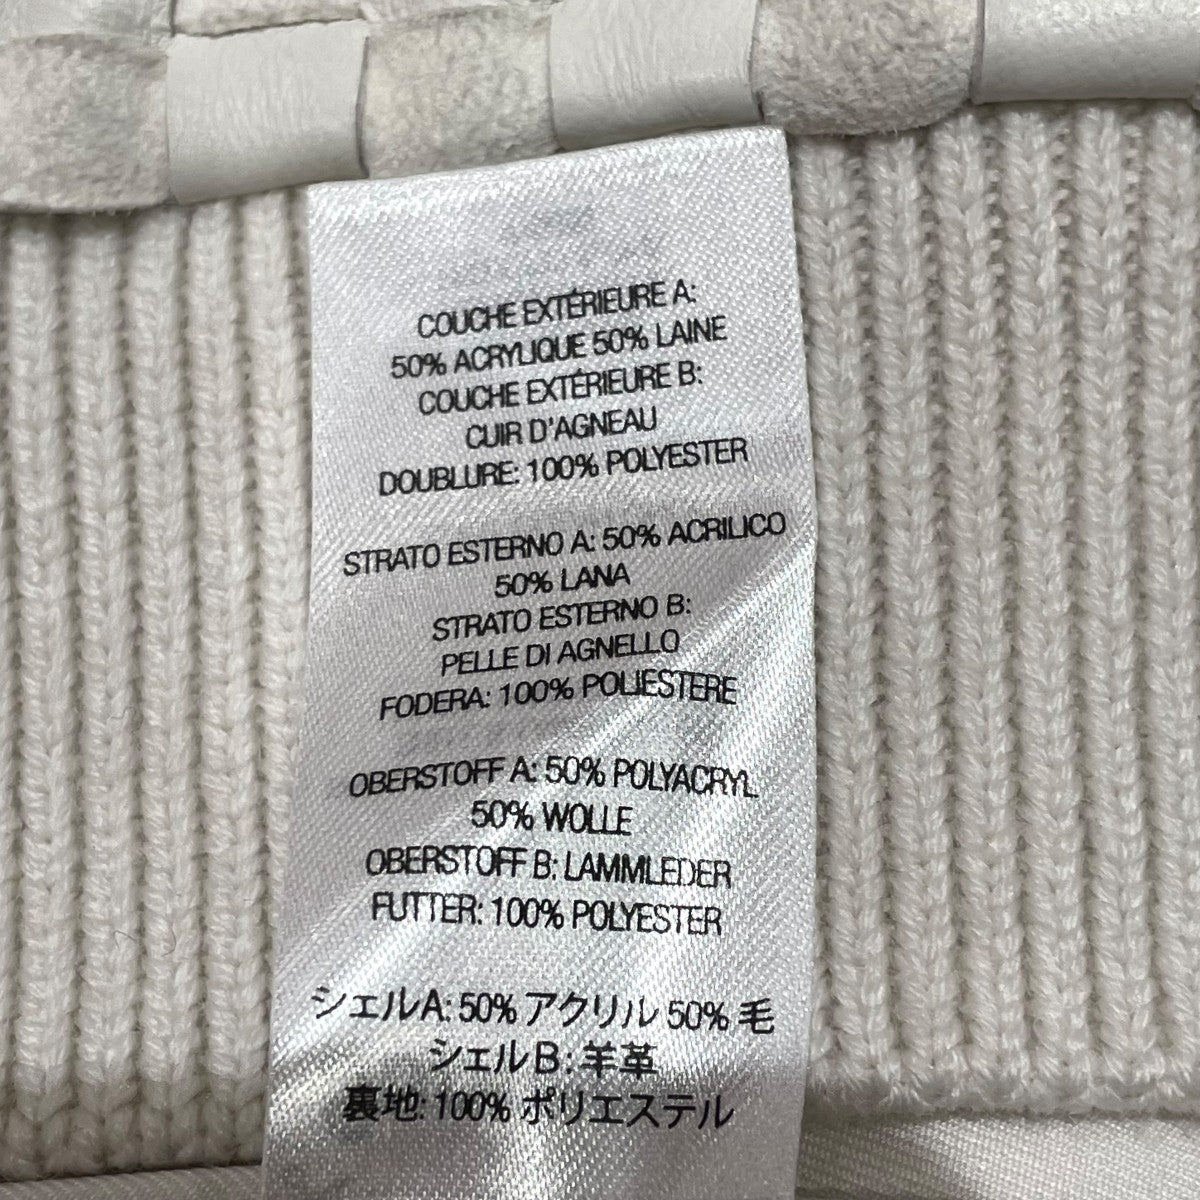 COUCHE EXTÉRIEURE A:
50% ACRYLIQUE 50% LAINE
COUCHE EXTÉRIEURE B:
CUIR D'AGNEAU
DOUBLURE: 100% POLYESTER
STRATO ESTERNO A: 50% ACRILICO
50% LANA
STRATO ESTERNO B:
PELLE DI AGNELLO
FODERA: 100% POLIESTERE
OBERSTOFF A: 50% POLYACRYL
50% WOLLE
OBERSTOFF B: LAMMLEDER
FUTTER: 100% POLYESTER
シェルA: 50% アクリル 50% 毛
シェルB: 羊革
裏地: 100% ポリエステル